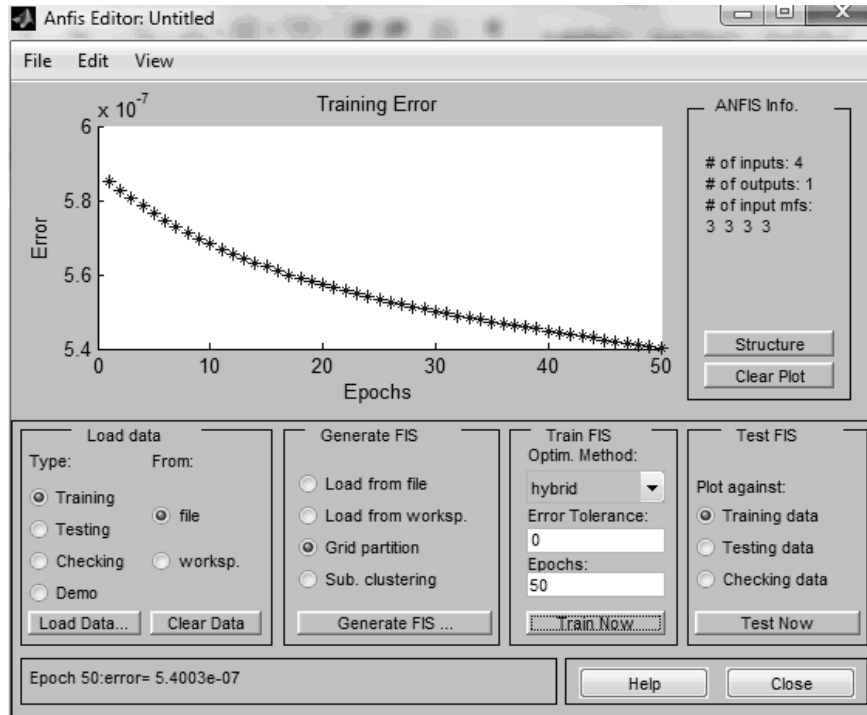 Anfis Editor: Untitled
File Edit View
x 10^-7
Training Error
6
5.8
5.6
5.4
Error
0 10 20 30 40 50
Epochs
ANFIS Info.
# of inputs: 4
# of outputs: 1
# of input mfs:
3 3 3 3
Structure
Clear Plot
Load data
Type: From:
Training
Testing
Checking
Demo
file
worksp.
Load Data... Clear Data
Generate FIS
Load from file
Load from worksp.
Grid partition
Sub. clustering
Generate FIS ...
Train FIS
Optim. Method:
hybrid
Error Tolerance:
0
Epochs:
50
Train Now
Test FIS
Plot against:
Training data
Testing data
Checking data
Test Now
Epoch 50:error= 5.4003e-07
Help Close